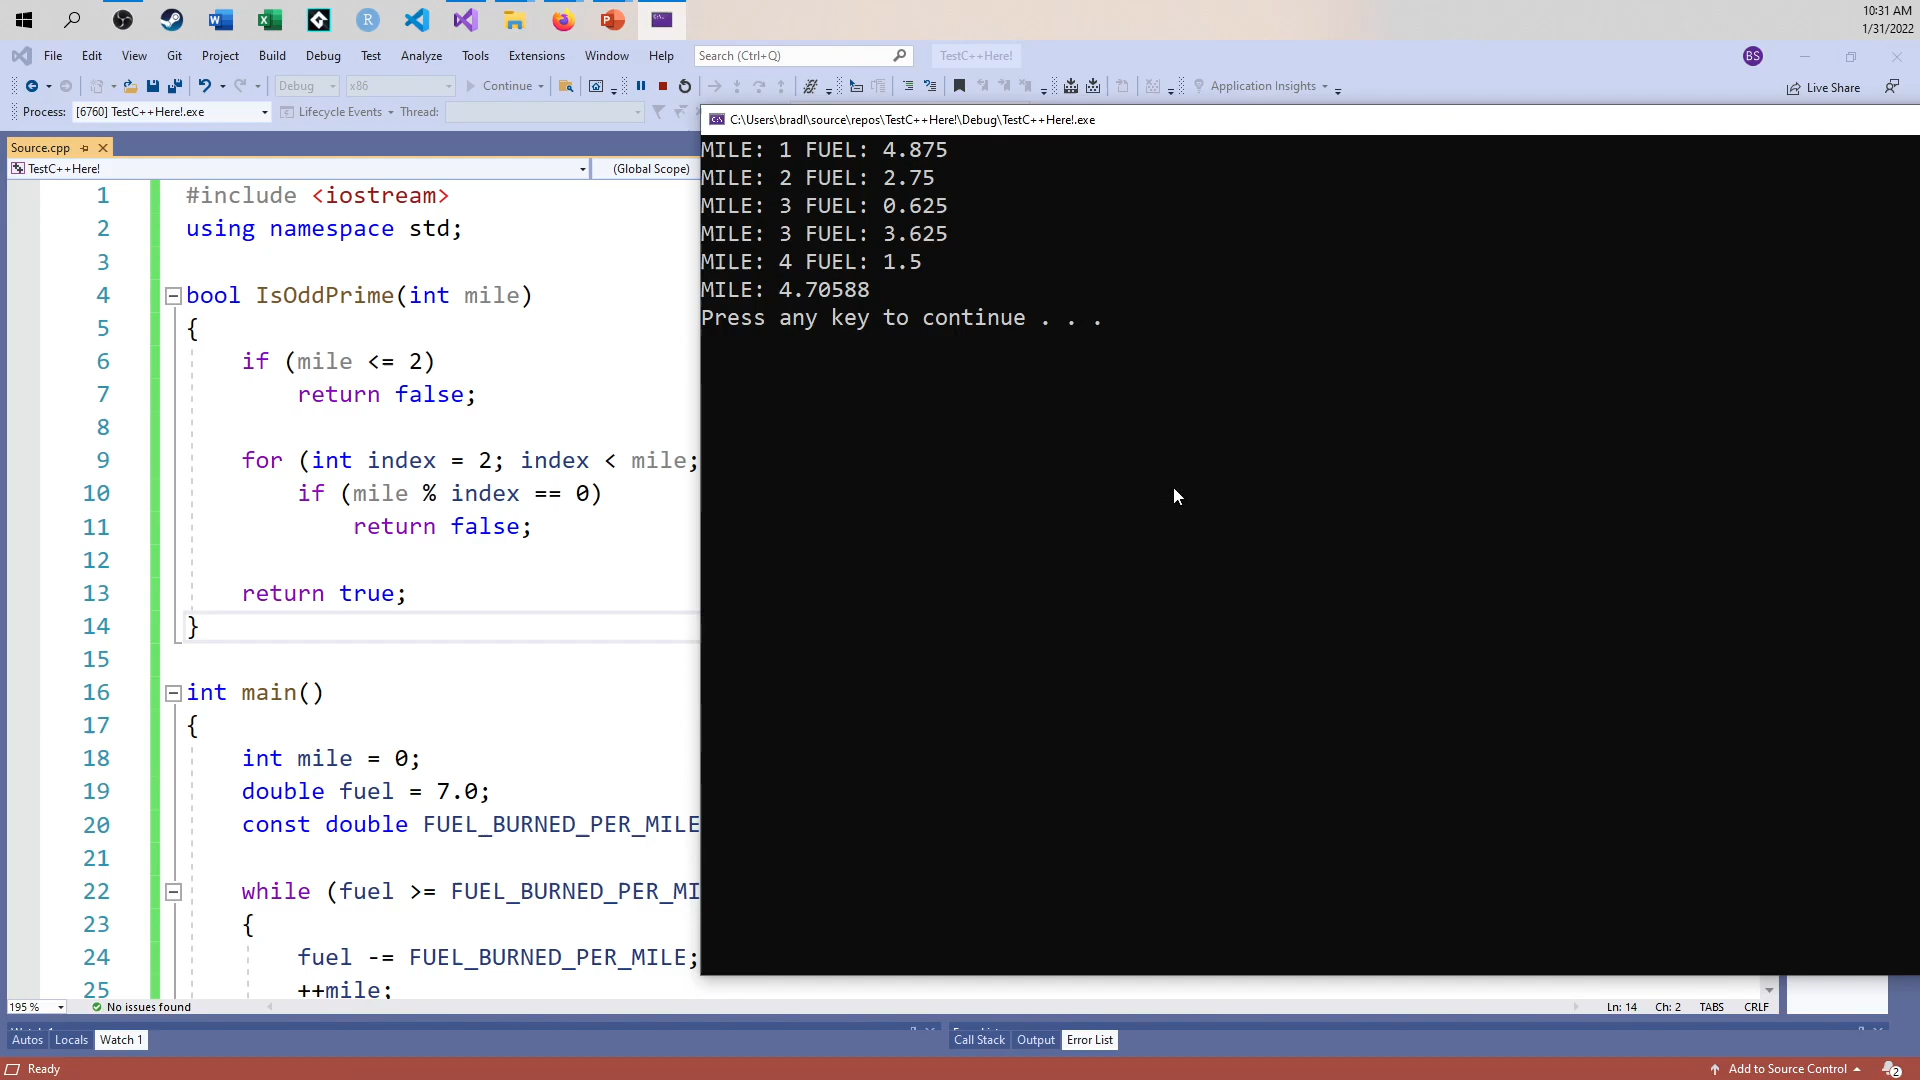 10:31 AM
1/31/2022
File Edit View Git Project Build Debug Test Analyze Tools Extensions Window Help Search (Ctrl+Q) TestC++Here! BS
Debug x86 Continue Application Insights Live Share
Process: [6760] TestC++Here!.exe Lifecycle Events Thread:
C:\Users\bradl\source\repos\TestC++Here!\Debug\TestC++Here!.exe
Source.cpp
TestC++Here! (Global Scope)
1 #include <iostream>
2 using namespace std;
3
4 bool IsOddPrime(int mile)
5 {
6 if (mile <= 2)
7 return false;
8
9 for (int index = 2; index < mile;
10 if (mile % index == 0)
11 return false;
12
13 return true;
14 }
15
16 int main()
17 {
18 int mile = 0;
19 double fuel = 7.0;
20 const double FUEL_BURNED_PER_MILE
21
22 while (fuel >= FUEL_BURNED_PER_MI
23 {
24 fuel -= FUEL_BURNED_PER_MILE;
25 ++mile;
MILE: 1 FUEL: 4.875
MILE: 2 FUEL: 2.75
MILE: 3 FUEL: 0.625
MILE: 3 FUEL: 3.625
MILE: 4 FUEL: 1.5
MILE: 4.70588
Press any key to continue . . .
195 % No issues found Ln: 14 Ch: 2 TABS CRLF
Autos Locals Watch 1 Call Stack Output Error List
Ready Add to Source Control 2